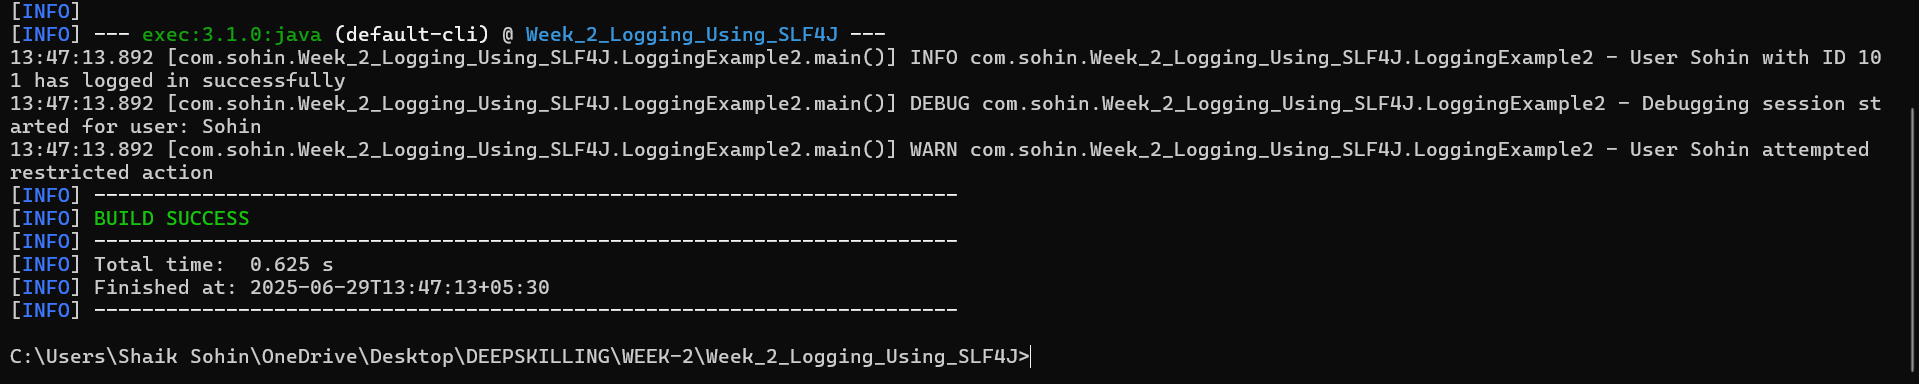 [INFO]
[INFO] --- exec:3.1.0:java (default-cli) @ Week_2_Logging_Using_SLF4J ---
13:47:13.892 [com.sohin.Week_2_Logging_Using_SLF4J.LoggingExample2.main()] INFO com.sohin.Week_2_Logging_Using_SLF4J.LoggingExample2 - User Sohin with ID 10
1 has logged in successfully
13:47:13.892 [com.sohin.Week_2_Logging_Using_SLF4J.LoggingExample2.main()] DEBUG com.sohin.Week_2_Logging_Using_SLF4J.LoggingExample2 - Debugging session st
arted for user: Sohin
13:47:13.892 [com.sohin.Week_2_Logging_Using_SLF4J.LoggingExample2.main()] WARN com.sohin.Week_2_Logging_Using_SLF4J.LoggingExample2 - User Sohin attempted
restricted action
[INFO] ------------------------------------------------------------------------
[INFO] BUILD SUCCESS
[INFO] ------------------------------------------------------------------------
[INFO] Total time:  0.625 s
[INFO] Finished at: 2025-06-29T13:47:13+05:30
[INFO] ------------------------------------------------------------------------
C:\Users\Shaik Sohin\OneDrive\Desktop\DEEPSKILLING\WEEK-2\Week_2_Logging_Using_SLF4J>